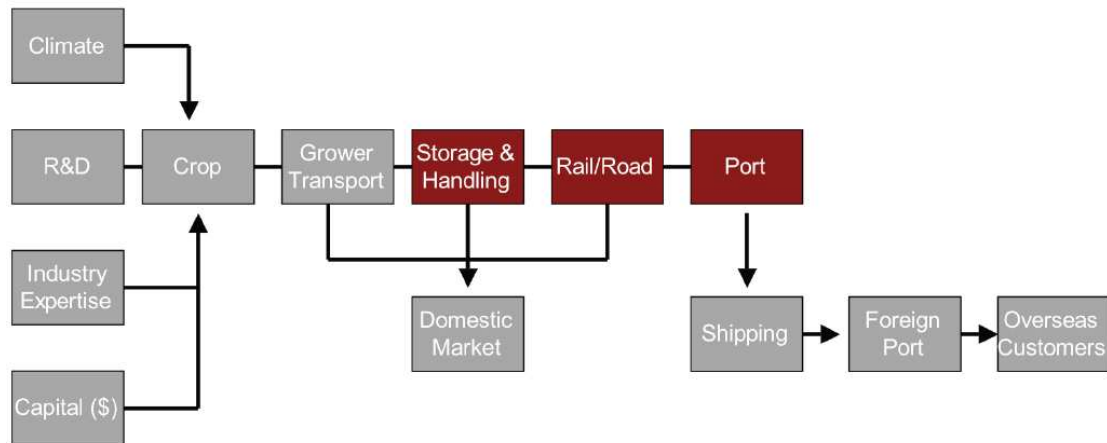 Climate
R&D
Crop
Grower
Transport
Storage &
Handling
Rail/Road
Port
Industry
Expertise
Domestic
Market
Shipping
Foreign
Port
Overseas
Customers
Capital ($)